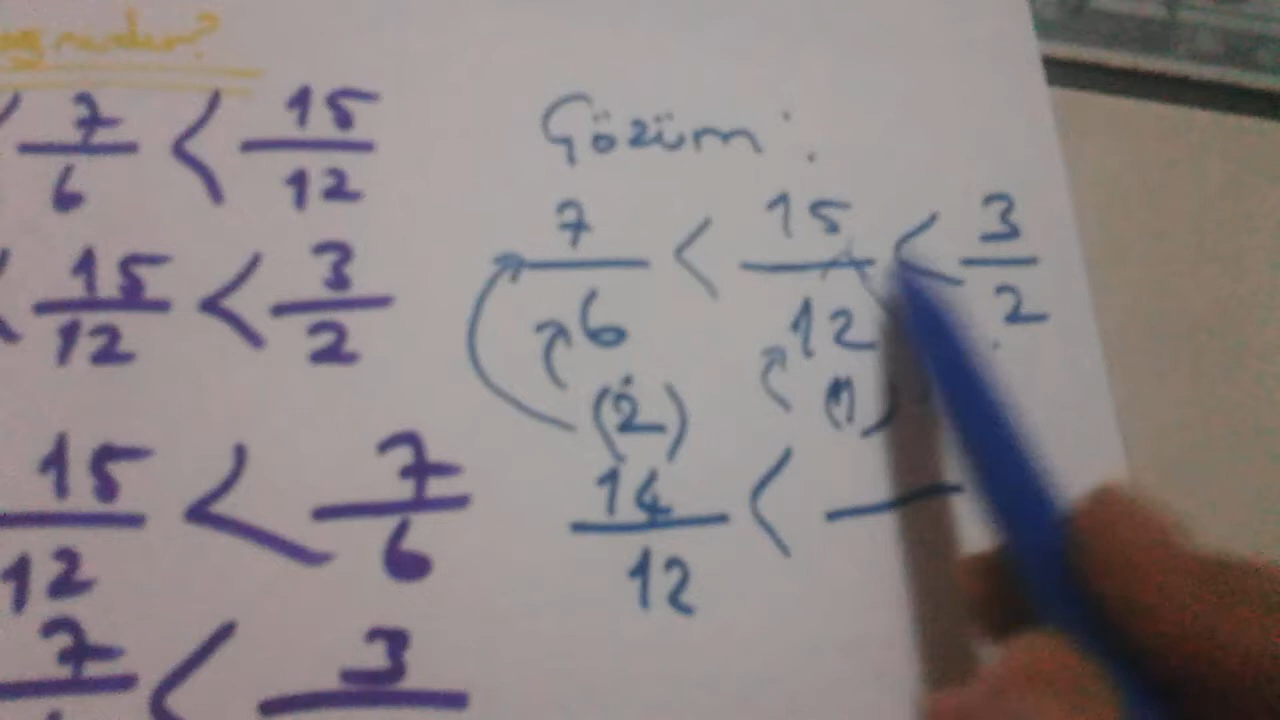 neden?
7/6 < 15/12
15/12 < 3/2
15/12 < 7/6
7 < 3
Çözüm:
7/6 < 15/12 < 3/2
(2) (1)
14/12 <